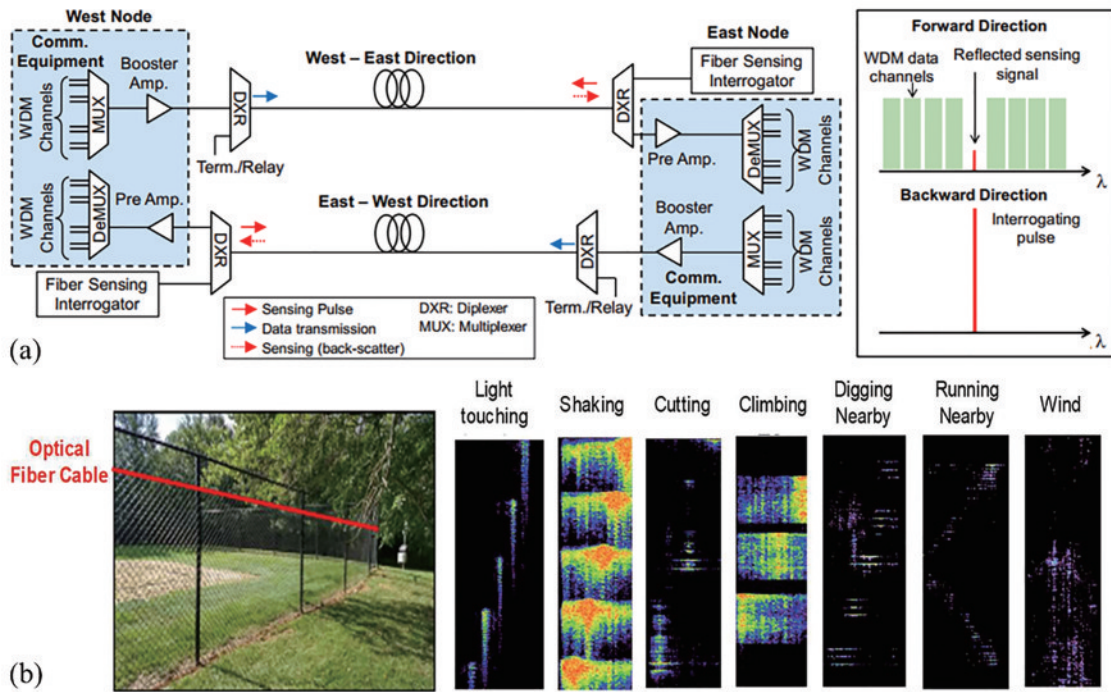 West Node
Comm.
Equipment
Booster
Amp.
WDM
Channels
MUX
DXR
Term./Relay
West – East Direction
East Node
Fiber Sensing
Interrogator
DXR
Pre Amp.
DeMUX
WDM
Channels
WDM
Channels
DeMUX
Pre Amp.
DXR
Fiber Sensing
Interrogator
East – West Direction
DXR
Term./Relay
Booster
Amp.
MUX
WDM
Channels
Comm.
Equipment
Sensing Pulse
Data transmission
Sensing (back-scatter)
DXR: Diplexer
MUX: Multiplexer
Forward Direction
WDM data
channels
Reflected sensing
signal
λ
Backward Direction
Interrogating
pulse
λ
(a)
Optical
Fiber Cable
Light
touching
Shaking
Cutting
Climbing
Digging
Nearby
Running
Nearby
Wind
(b)